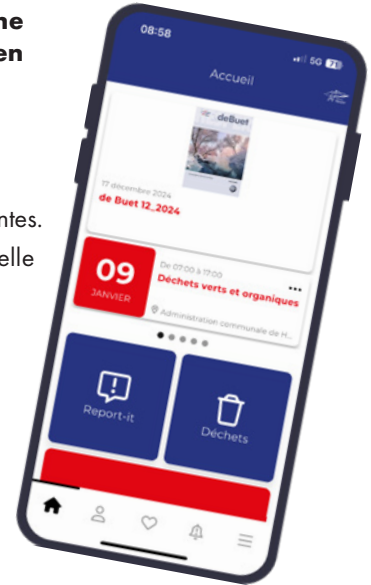 ne
en
ntes.
elle
08:58
5G 71
Accueil
deBuet
17 décembre 2024
de Buet 12_2024
09
JANVIER
De 07:00 à 17:00
Déchets verts et organiques
Administration communale de H...
Report-it
Déchets